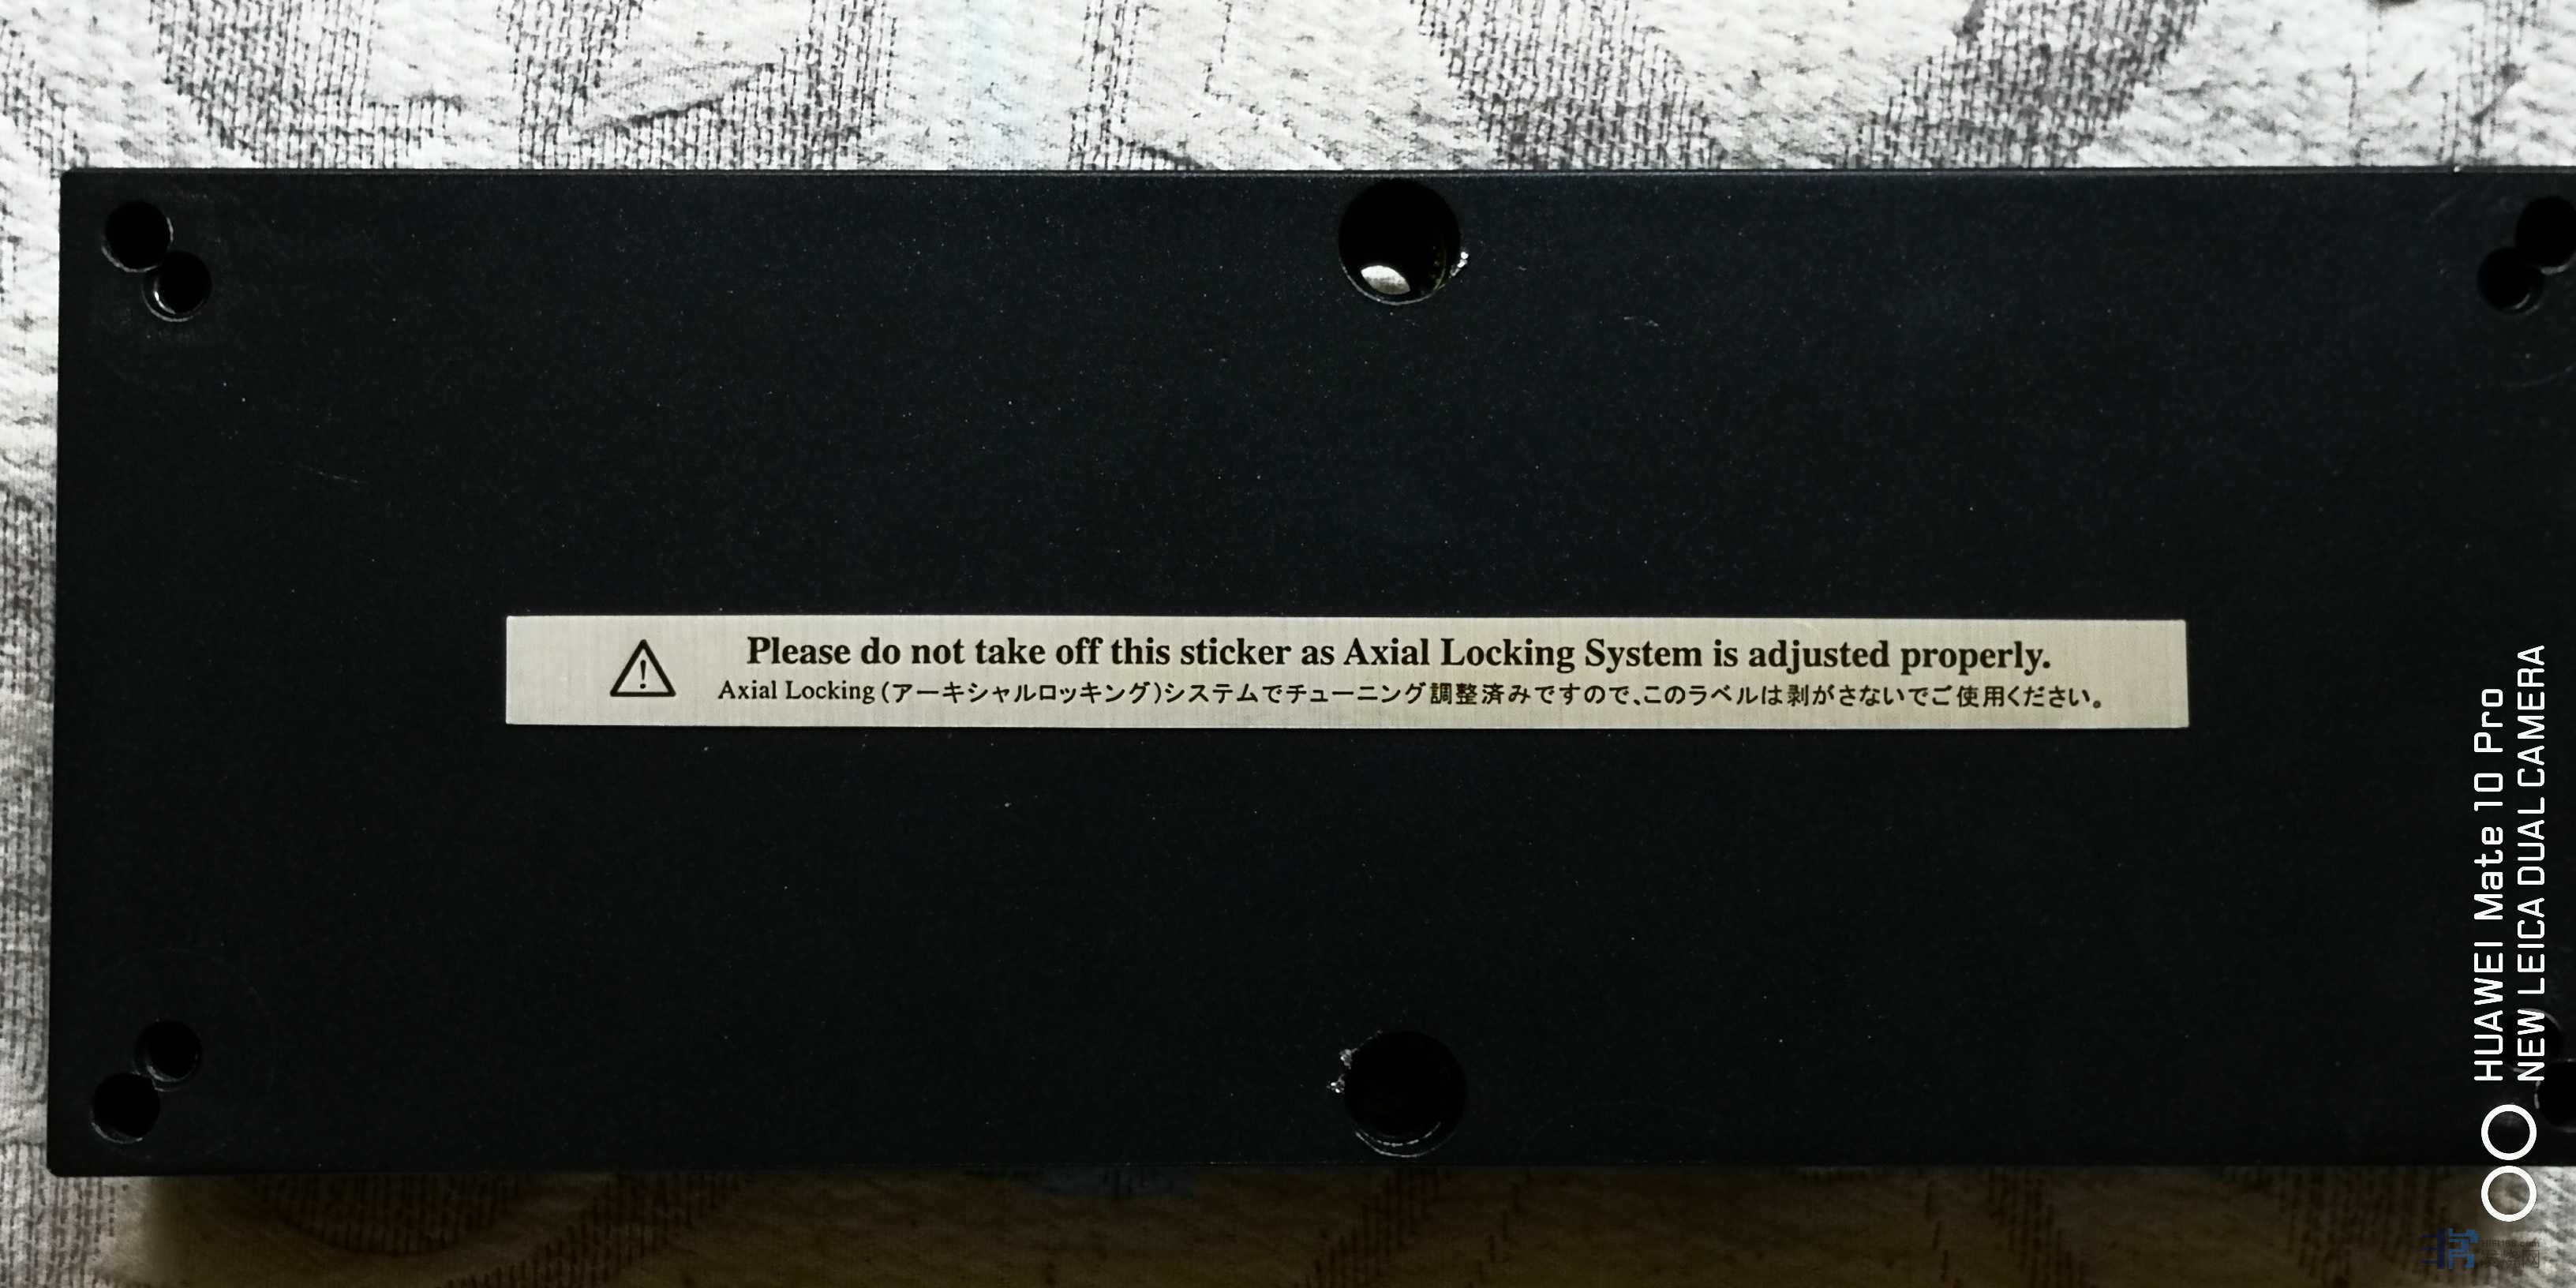 Please do not take off this sticker as Axial Locking System is adjusted properly.
Axial Locking(アーキシャルロッキング)システムでチューニング調整済みですので、このラベルは剥がさないでご使用ください。
HUAWEI Mate 10 Pro
NEW LEICA DUAL CAMERA